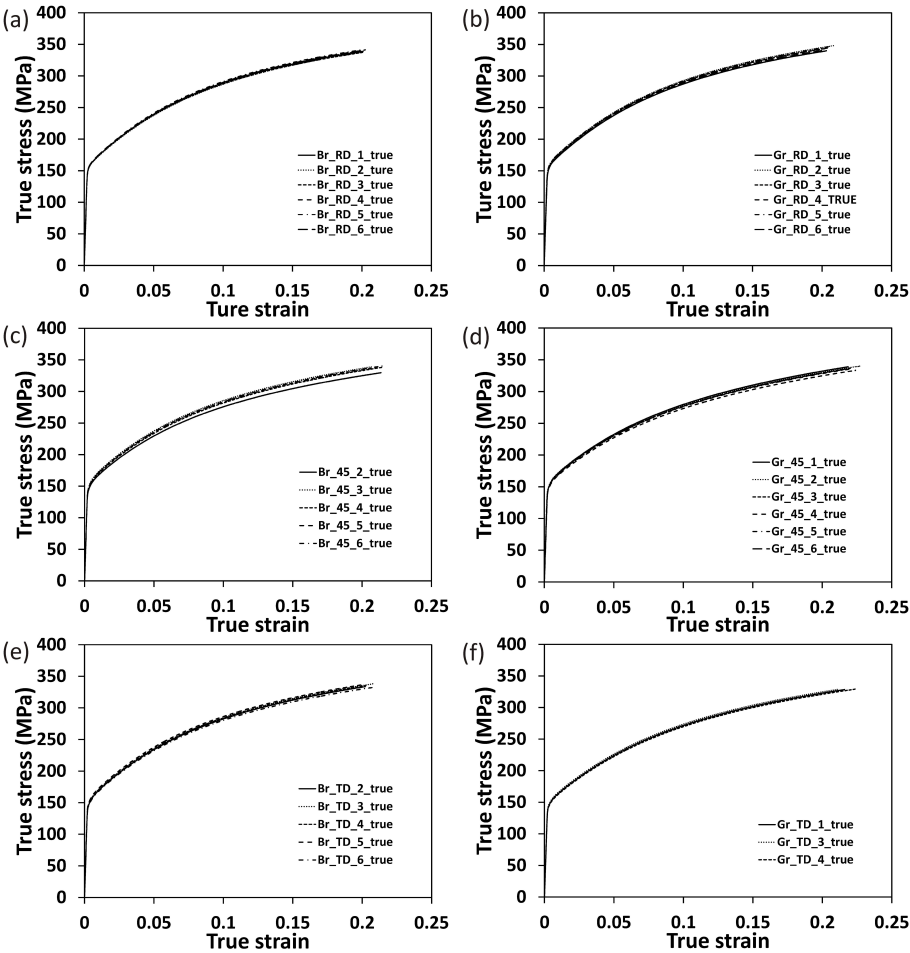 (a)
400
350
300
250
200
150
100
50
0
True stress (MPa)
Br_RD_1_true
Br_RD_2_ture
Br_RD_3_true
Br_RD_4_true
Br_RD_5_true
Br_RD_6_true
0 0.05 0.1 0.15 0.2 0.25
Ture strain
(b)
400
350
300
250
200
150
100
50
0
Ture stress (MPa)
Gr_RD_1_true
Gr_RD_2_true
Gr_RD_3_true
Gr_RD_4_TRUE
Gr_RD_5_true
Gr_RD_6_true
0 0.05 0.1 0.15 0.2 0.25
True strain
(c)
400
350
300
250
200
150
100
50
0
True stress (MPa)
Br_45_2_true
Br_45_3_true
Br_45_4_true
Br_45_5_true
Br_45_6_true
0 0.05 0.1 0.15 0.2 0.25
True strain
(d)
400
350
300
250
200
150
100
50
0
True stress (MPa)
Gr_45_1_true
Gr_45_2_true
Gr_45_3_true
Gr_45_4_true
Gr_45_5_true
Gr_45_6_true
0 0.05 0.1 0.15 0.2 0.25
True strain
(e)
400
350
300
250
200
150
100
50
0
True stress (MPa)
Br_TD_2_true
Br_TD_3_true
Br_TD_4_true
Br_TD_5_true
Br_TD_6_true
0 0.05 0.1 0.15 0.2 0.25
True strain
(f)
400
350
300
250
200
150
100
50
0
True stress (MPa)
Gr_TD_1_true
Gr_TD_3_true
Gr_TD_4_true
0 0.05 0.1 0.15 0.2 0.25
True strain